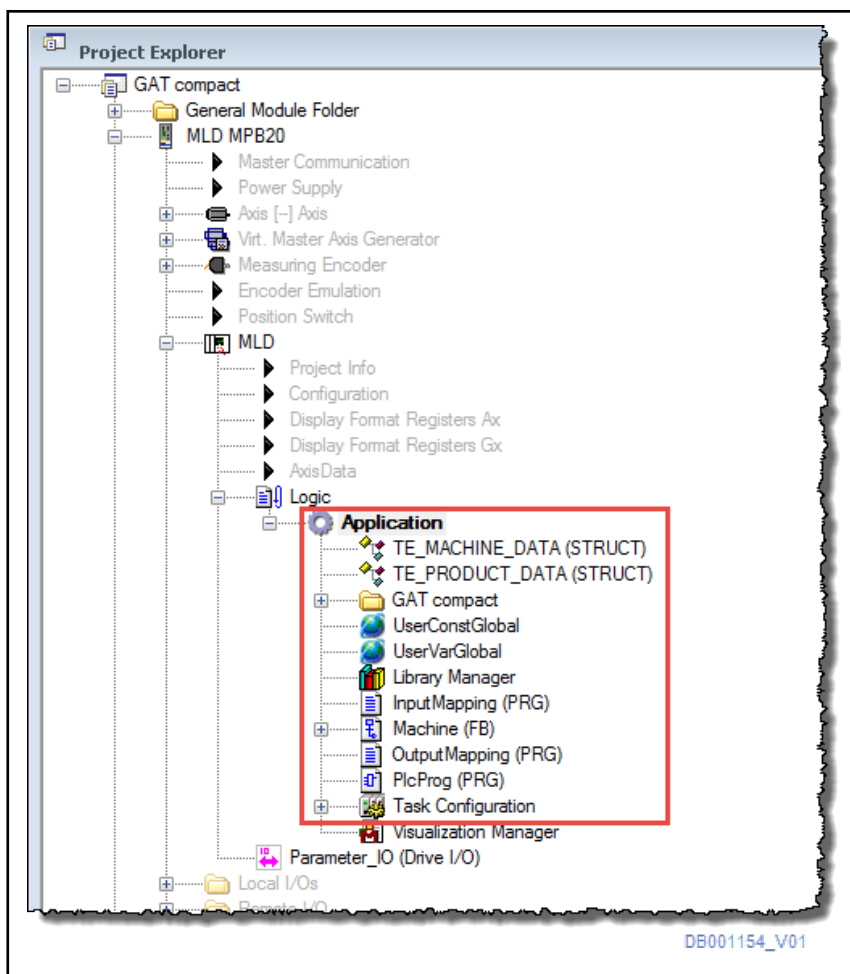 Project Explorer
GAT compact
General Module Folder
MLD MPB20
Master Communication
Power Supply
Axis [--] Axis
Virt. Master Axis Generator
Measuring Encoder
Encoder Emulation
Position Switch
MLD
Project Info
Configuration
Display Format Registers Ax
Display Format Registers Gx
AxisData
Logic
Application
TE_MACHINE_DATA (STRUCT)
TE_PRODUCT_DATA (STRUCT)
GAT compact
UserConstGlobal
UserVarGlobal
Library Manager
InputMapping (PRG)
Machine (FB)
OutputMapping (PRG)
PlcProg (PRG)
Task Configuration
Visualization Manager
Parameter_IO (Drive I/O)
Local I/Os
Remote I/O
DB001154_V01